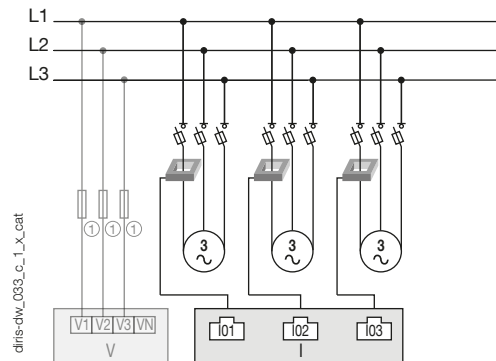 L1
L2
L3
diris-dw_033_c_1_x_cat
1 1 1
3 3 3
V1 V2 V3 VN
V
I01 I02 I03
I